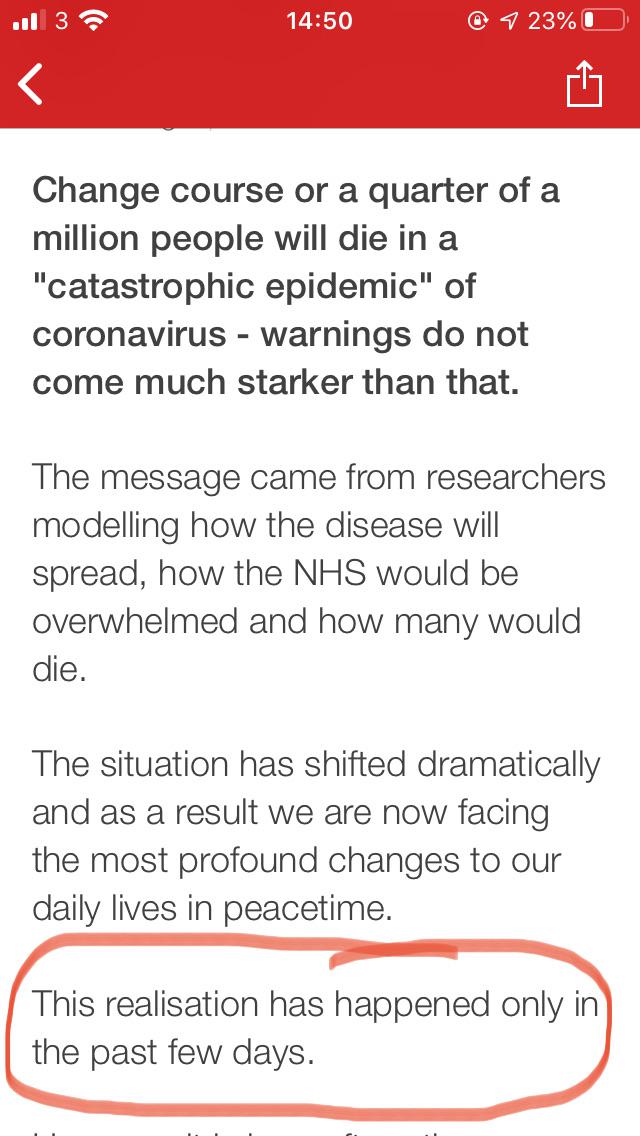 3 14:50 23%
Change course or a quarter of a
million people will die in a
"catastrophic epidemic" of
coronavirus - warnings do not
come much starker than that.
The message came from researchers
modelling how the disease will
spread, how the NHS would be
overwhelmed and how many would
die.
The situation has shifted dramatically
and as a result we are now facing
the most profound changes to our
daily lives in peacetime.
This realisation has happened only in
the past few days.